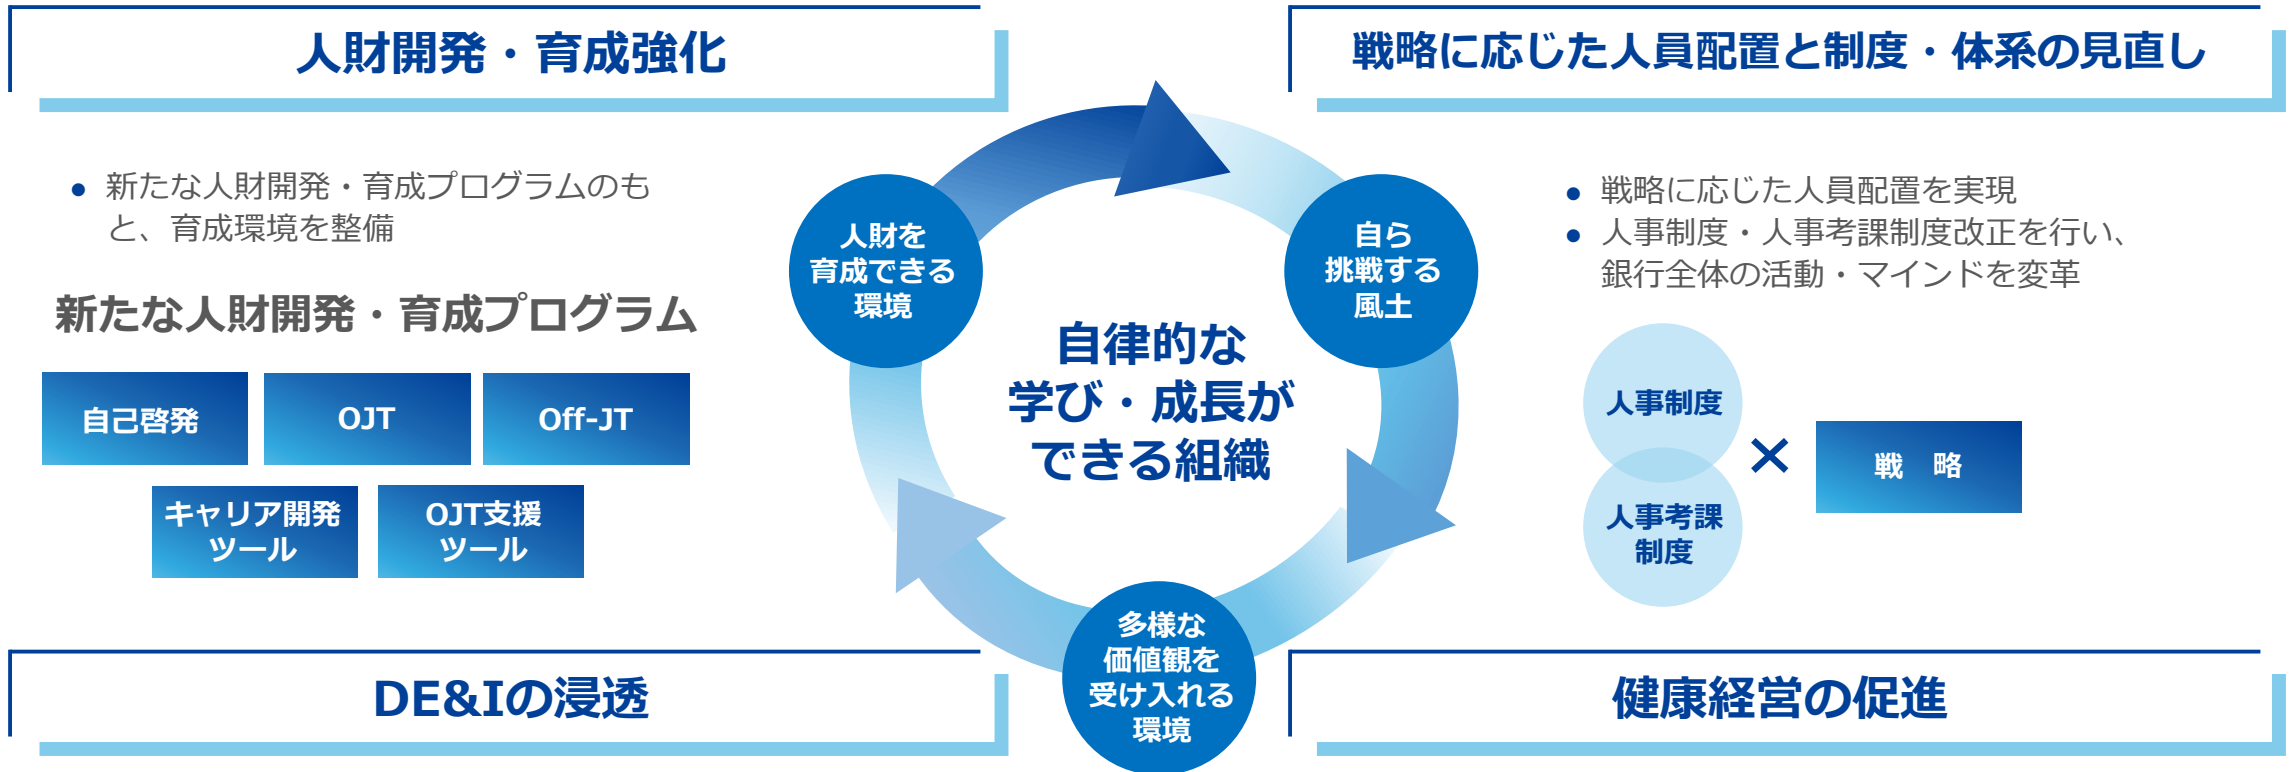 人財開発・育成強化
戦略に応じた人員配置と制度・体系の見直し
● 新たな人財開発・育成プログラムのも
と、育成環境を整備
新たな人財開発・育成プログラム
自己啓発
OJT
Off-JT
キャリア開発
ツール
OJT支援
ツール
人財を
育成できる
環境
自ら
挑戦する
風土
自律的な
学び・成長が
できる組織
多様な
価値観を
受け入れる
環境
● 戦略に応じた人員配置を実現
● 人事制度・人事考課制度改正を行い、
銀行全体の活動・マインドを変革
人事制度
人事考課
制度
×
戦　略
DE&Iの浸透
健康経営の促進